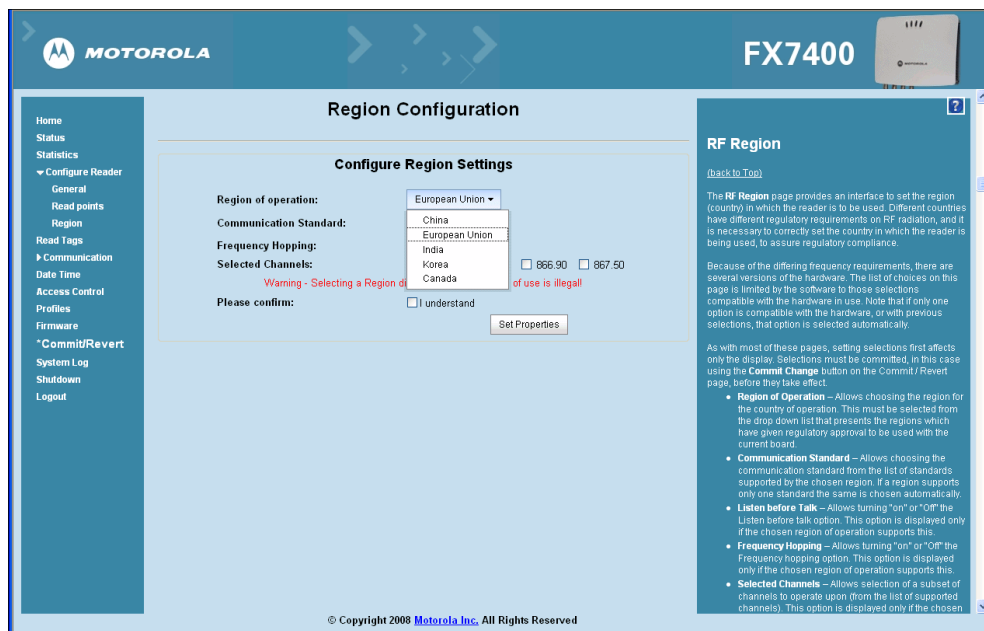 MOTOROLA
FX7400
MOTOROLA
Home
Status
Statistics
Configure Reader
General
Read points
Region
Read Tags
Communication
Date Time
Access Control
Profiles
Firmware
*Commit/Revert
System Log
Shutdown
Logout
Region Configuration
Configure Region Settings
Region of operation:
European Union
China
European Union
India
Korea
Canada
Communication Standard:
Frequency Hopping:
Selected Channels:
866.90
867.50
Warning - Selecting a Region di
of use is illegal!
Please confirm:
I understand
Set Properties
?
RF Region
(back to Top)
The RF Region page provides an interface to set the region
(country) in which the reader is to be used. Different countries
have different regulatory requirements on RF radiation, and it
is necessary to correctly set the country in which the reader is
being used, to assure regulatory compliance.
Because of the differing frequency requirements, there are
several versions of the hardware. The list of choices on this
page is limited by the software to those selections
compatible with the hardware in use. Note that if only one
option is compatible with the hardware, or with previous
selections, that option is selected automatically.
As with most of these pages, setting selections first affects
only the display. Selections must be committed, in this case
using the Commit Change button on the Commit / Revert
page, before they take effect.
• Region of Operation – Allows choosing the region for
the country of operation. This must be selected from
the drop down list that presents the regions which
have given regulatory approval to be used with the
current board.
• Communication Standard – Allows choosing the
communication standard from the list of standards
supported by the chosen region. If a region supports
only one standard the same is chosen automatically.
• Listen before Talk – Allows turning "on" or "Off" the
Listen before talk option. This option is displayed only
if the chosen region of operation supports this.
• Frequency Hopping – Allows turning "on" or "Off" the
Frequency hopping option. This option is displayed
only if the chosen region of operation supports this.
• Selected Channels – Allows selection of a subset of
channels to operate upon (from the list of supported
channels). This option is displayed only if the chosen
© Copyright 2008 Motorola Inc, All Rights Reserved